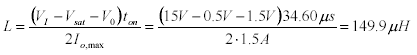 L = (V_I − V_sat − V_0) t_on / 2I_o,max = (15V − 0.5V − 1.5V) 34.60 μs / 2·1.5A = 149.9 μH